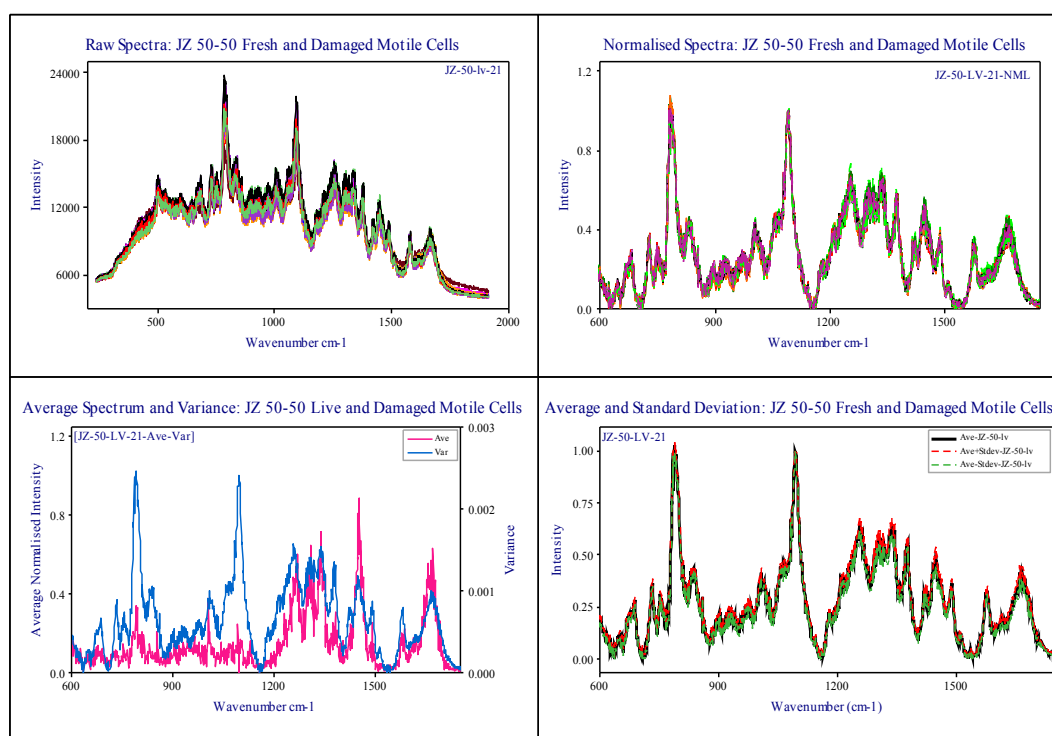 Raw Spectra: JZ 50-50 Fresh and Damaged Motile Cells
JZ-50-lv-21
24000
18000
12000
6000
Intensity
500
1000
1500
2000
Wavenumber cm-1
Normalised Spectra: JZ 50-50 Fresh and Damaged Motile Cells
JZ-50-LV-21-NML
1.2
0.8
0.4
0.0
Intensity
600
900
1200
1500
Wavenumber cm-1
Average Spectrum and Variance: JZ 50-50 Live and Damaged Motile Cells
[JZ-50-LV-21-Ave-Var]
Ave
Var
1.2
0.8
0.4
0.0
Average Normalised Intensity
0.003
0.002
0.001
0.000
Variance
600
900
1200
1500
Wavenumber cm-1
Average and Standard Deviation: JZ 50-50 Fresh and Damaged Motile Cells
JZ-50-LV-21
Ave-JZ-50-lv
Ave+Stdev-JZ-50-lv
Ave-Stdev-JZ-50-lv
1.00
0.75
0.50
0.25
0.00
Intensity
600
900
1200
1500
Wavenumber (cm-1)